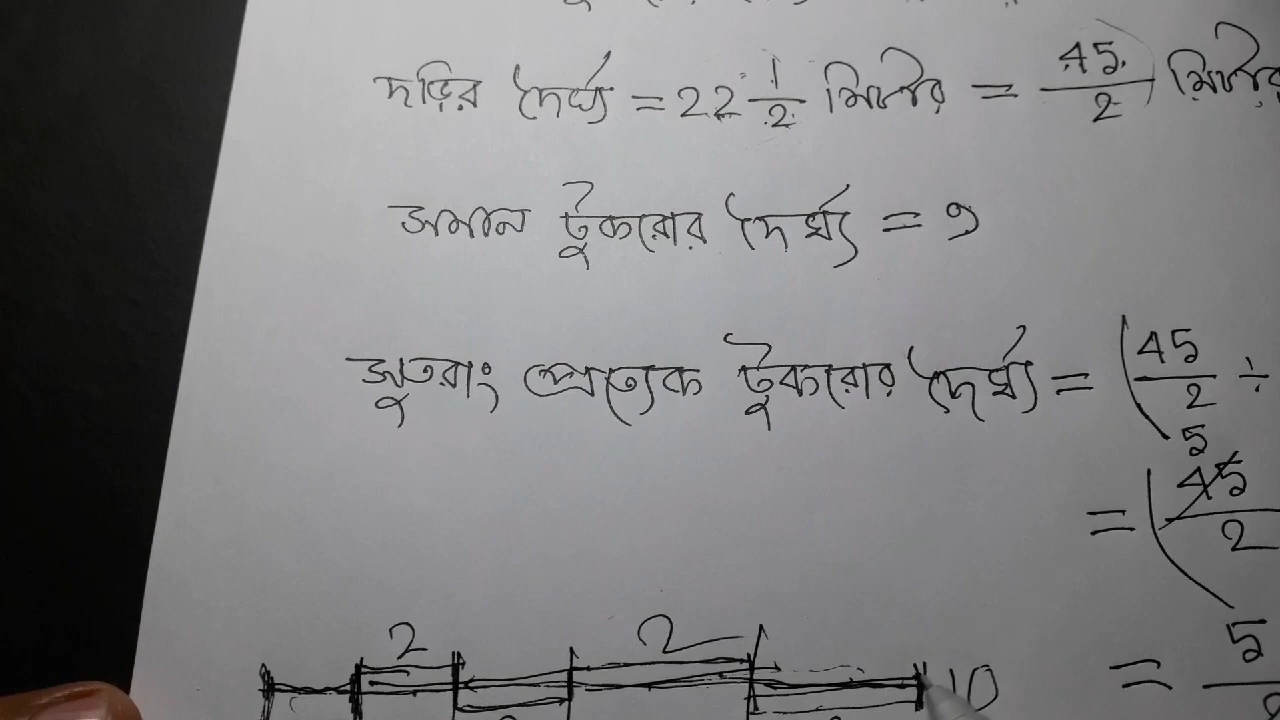 দড়ির দৈর্ঘ্য = 22 1/2 মিটার = 45/2 মিটার
সমান টুকরোর দৈর্ঘ্য = 9
সুতরাং প্রত্যেক টুকরোর দৈর্ঘ্য = (45/2 ÷
5
= (45/2
2 2 10
= 5